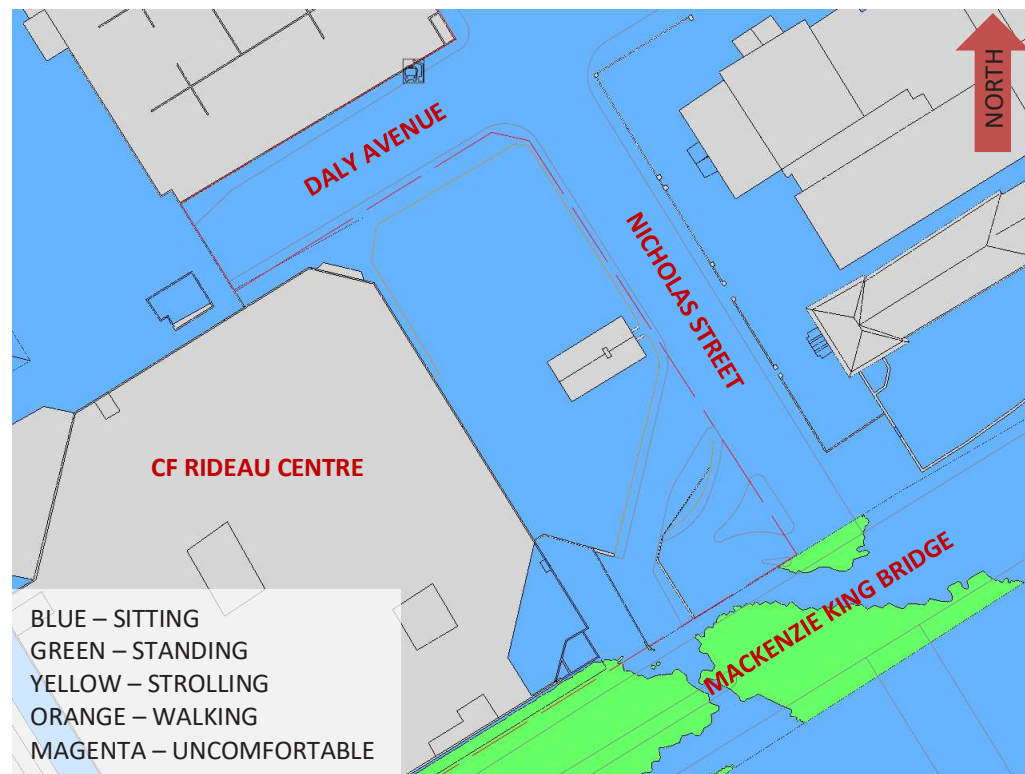 NORTH
DALY AVENUE
NICHOLAS STREET
CF RIDEAU CENTRE
MACKENZIE KING BRIDGE
BLUE – SITTING
GREEN – STANDING
YELLOW – STROLLING
ORANGE – WALKING
MAGENTA – UNCOMFORTABLE